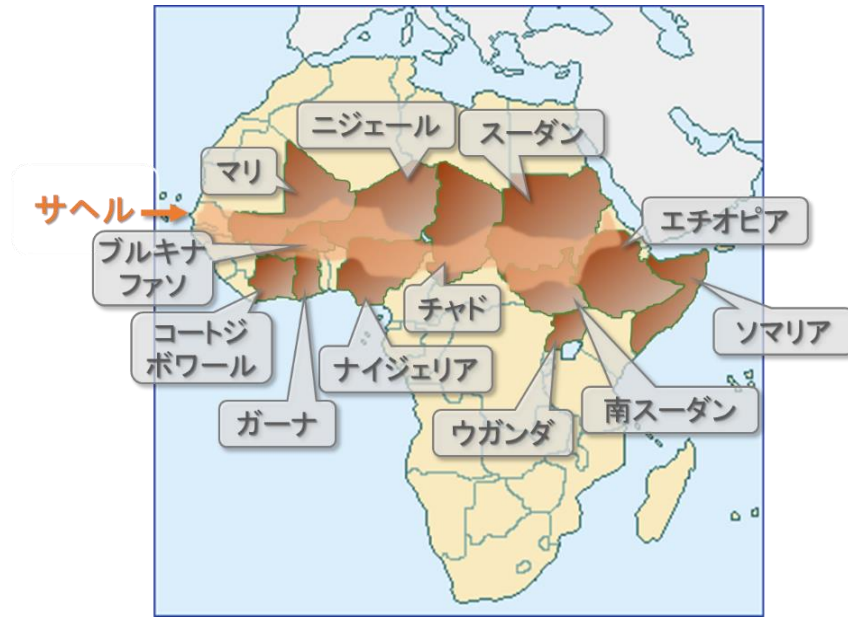 ニジェール
スーダン
マリ
サヘル
エチオピア
ブルキナ
ファソ
チャド
ソマリア
コートジ
ボワール
ナイジェリア
南スーダン
ガーナ
ウガンダ